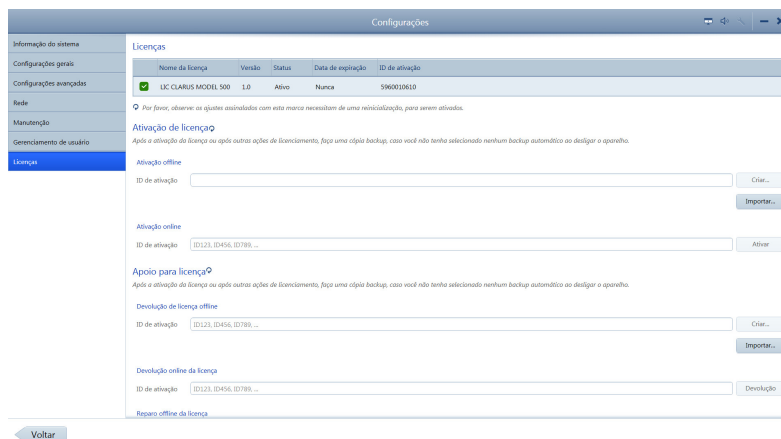 Configurações
Informação do sistema
Configurações gerais
Configurações avançadas
Rede
Manutenção
Gerenciamento de usuário
Licenças
Licenças
Nome da licença Versão Status Data de expiração ID de ativação
LIC CLARUS MODEL 500 1.0 Ativo Nunca 5960010610
Por favor, observe: os ajustes assinalados com esta marca necessitam de uma reinicialização, para serem ativados.
Ativação de licença
Após a ativação da licença ou após outras ações de licenciamento, faça uma cópia backup, caso você não tenha selecionado nenhum backup automático ao desligar o aparelho.
Ativação offline
ID de ativação Criar...
Importar...
Ativação online
ID de ativação ID123, ID456, ID789, ... Ativar
Apoio para licença
Após a ativação da licença ou após outras ações de licenciamento, faça uma cópia backup, caso você não tenha selecionado nenhum backup automático ao desligar o aparelho.
Devolução de licença offline
ID de ativação ID123, ID456, ID789, ... Criar...
Importar...
Devolução online da licença
ID de ativação ID123, ID456, ID789, ... Devolução
Reparo offline da licença
Voltar